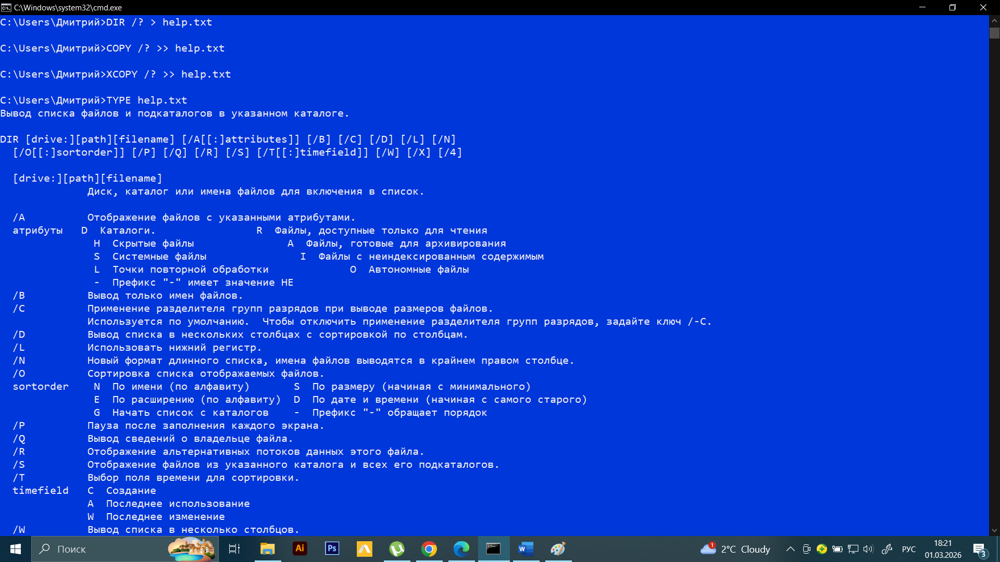 C:\Windows\system32\cmd.exe
C:\Users\Дмитрий>DIR /? > help.txt
C:\Users\Дмитрий>COPY /? >> help.txt
C:\Users\Дмитрий>XCOPY /? >> help.txt
C:\Users\Дмитрий>TYPE help.txt
Вывод списка файлов и подкаталогов в указанном каталоге.
DIR [drive:][path][filename] [/A[[:]attributes]] [/B] [/C] [/D] [/L] [/N]
[/O[[:]sortorder]] [/P] [/Q] [/R] [/S] [/T[[:]timefield]] [/W] [/X] [/4]
[drive:][path][filename]
Диск, каталог или имена файлов для включения в список.
/A Отображение файлов с указанными атрибутами.
атрибуты D Каталоги. R Файлы, доступные только для чтения
H Скрытые файлы A Файлы, готовые для архивирования
S Системные файлы I Файлы с неиндексированным содержимым
L Точки повторной обработки O Автономные файлы
- Префикс "-" имеет значение НЕ
/B Вывод только имен файлов.
/C Применение разделителя групп разрядов при выводе размеров файлов.
Используется по умолчанию. Чтобы отключить применение разделителя групп разрядов, задайте ключ /-C.
/D Вывод списка в нескольких столбцах с сортировкой по столбцам.
/L Использовать нижний регистр.
/N Новый формат длинного списка, имена файлов выводятся в крайнем правом столбце.
/O Сортировка списка отображаемых файлов.
sortorder N По имени (по алфавиту) S По размеру (начиная с минимального)
E По расширению (по алфавиту) D По дате и времени (начиная с самого старого)
G Начать список с каталогов - Префикс "-" обращает порядок
/P Пауза после заполнения каждого экрана.
/Q Вывод сведений о владельце файла.
/R Отображение альтернативных потоков данных этого файла.
/S Отображение файлов из указанного каталога и всех его подкаталогов.
/T Выбор поля времени для сортировки.
timefield C Создание
A Последнее использование
W Последнее изменение
/W Вывод списка в несколько столбцов.
Поиск
Ai
Ps
W
1
2°C Cloudy
РУС
18:21
01.03.2026
3